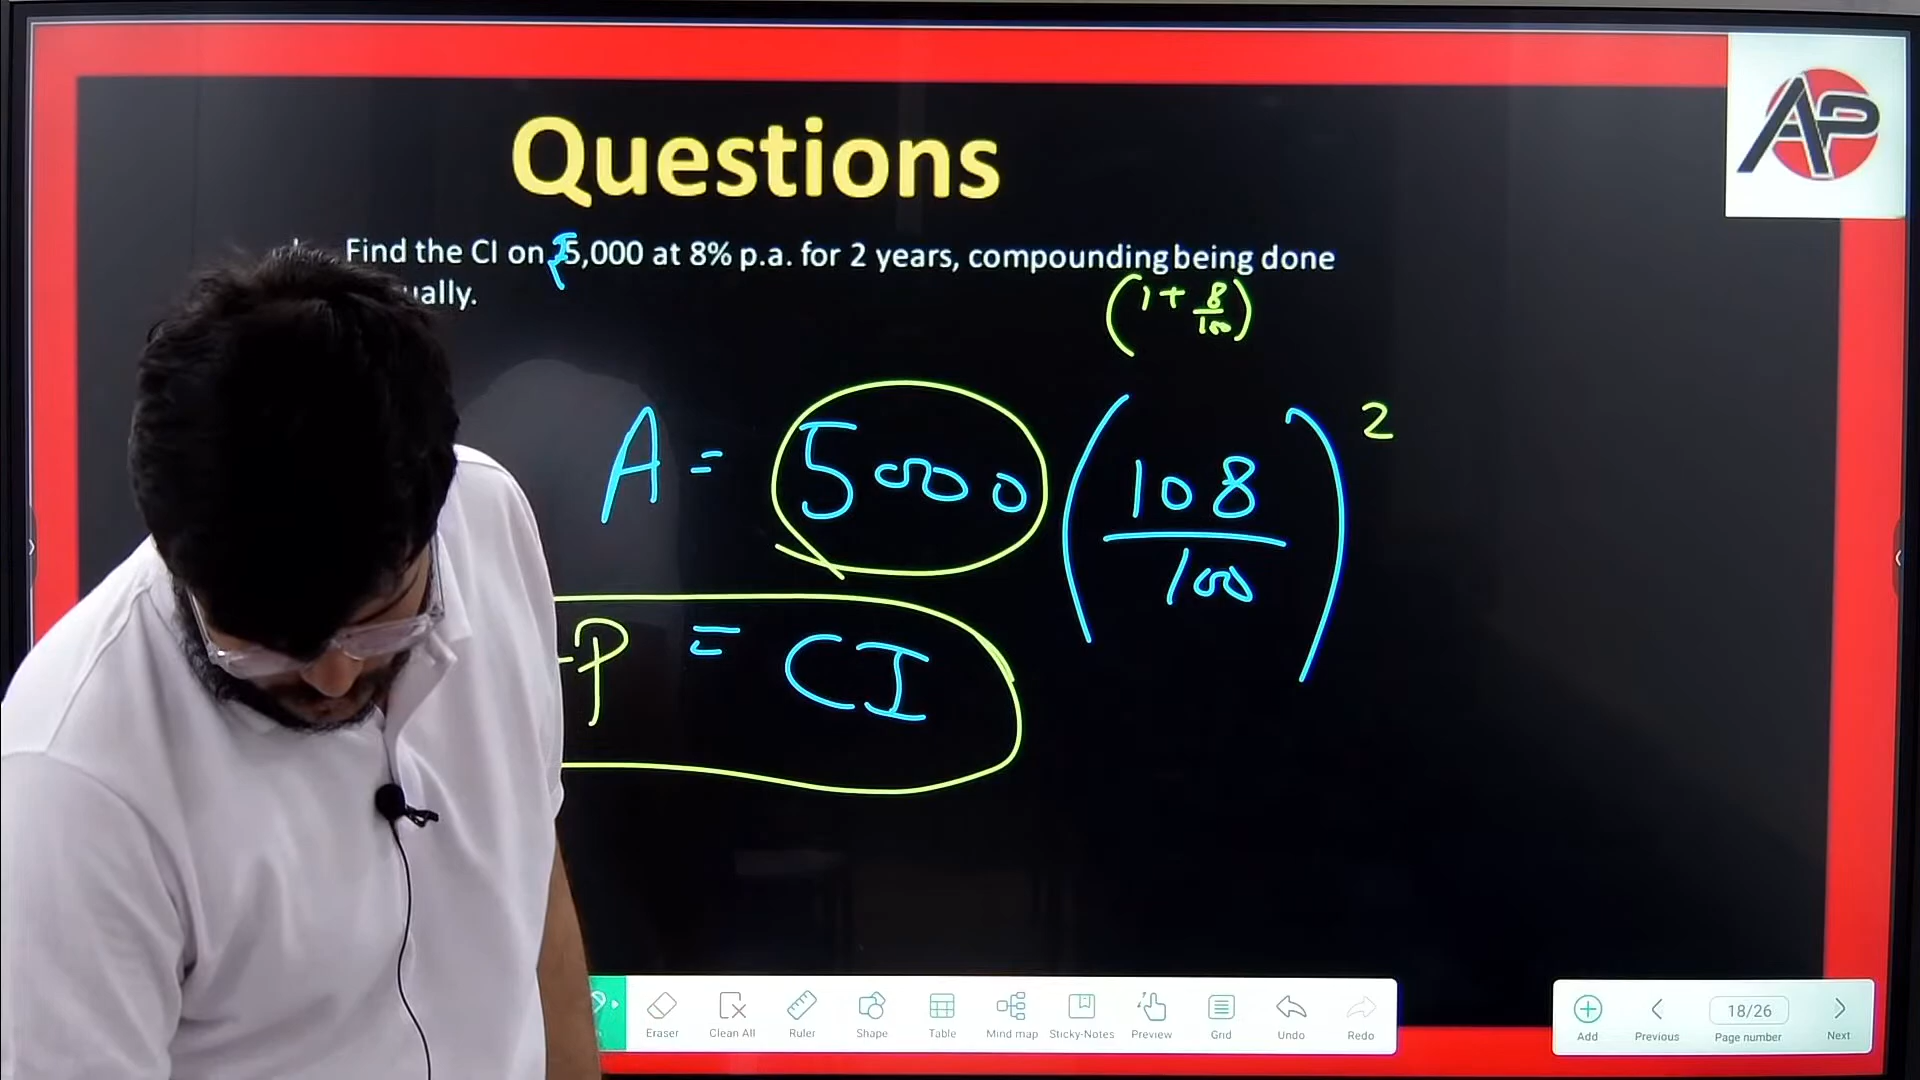 AP
Questions
Find the CI on ₹5,000 at 8% p.a. for 2 years, compounding being done
ually.
(1 + 8/100)
A = 5000 (108/100)²
-P = CI
Eraser Clean All Ruler Shape Table Mind map Sticky-Notes Preview Grid Undo Redo
Add Previous 18/26 Page number Next